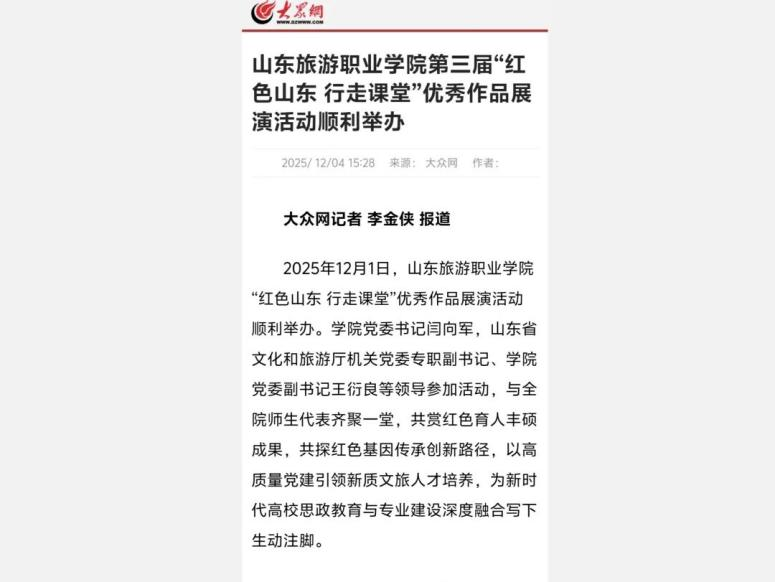 大众网
WWW.DZWWW.COM
山东旅游职业学院第三届“红
色山东 行走课堂”优秀作品展
演活动顺利举办
2025/ 12/04 15:28 来源： 大众网 作者：
大众网记者 李金侠 报道
2025年12月1日，山东旅游职业学院
“红色山东 行走课堂”优秀作品展演活动
顺利举办。学院党委书记闫向军，山东省
文化和旅游厅机关党委专职副书记、学院
党委副书记王衍良等领导参加活动，与全
院师生代表齐聚一堂，共赏红色育人丰硕
成果，共探红色基因传承创新路径，以高
质量党建引领新质文旅人才培养，为新时
代高校思政教育与专业建设深度融合写下
生动注脚。